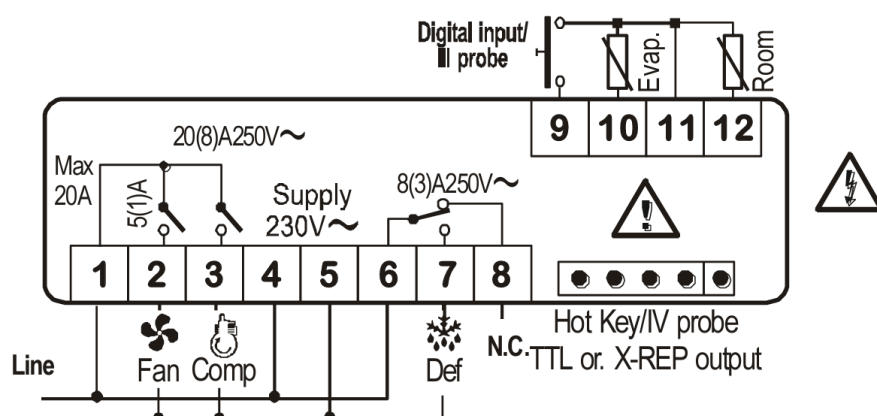 Digital input/
III probe
Evap.
Room
9 10 11 12
20(8)A250V~
Max
20A
5(1)A
Supply
230V~
8(3)A250V~
1 2 3 4 5 6 7 8
Fan Comp
Def
N.C.
Hot Key/IV probe
TTL or. X-REP output
Line